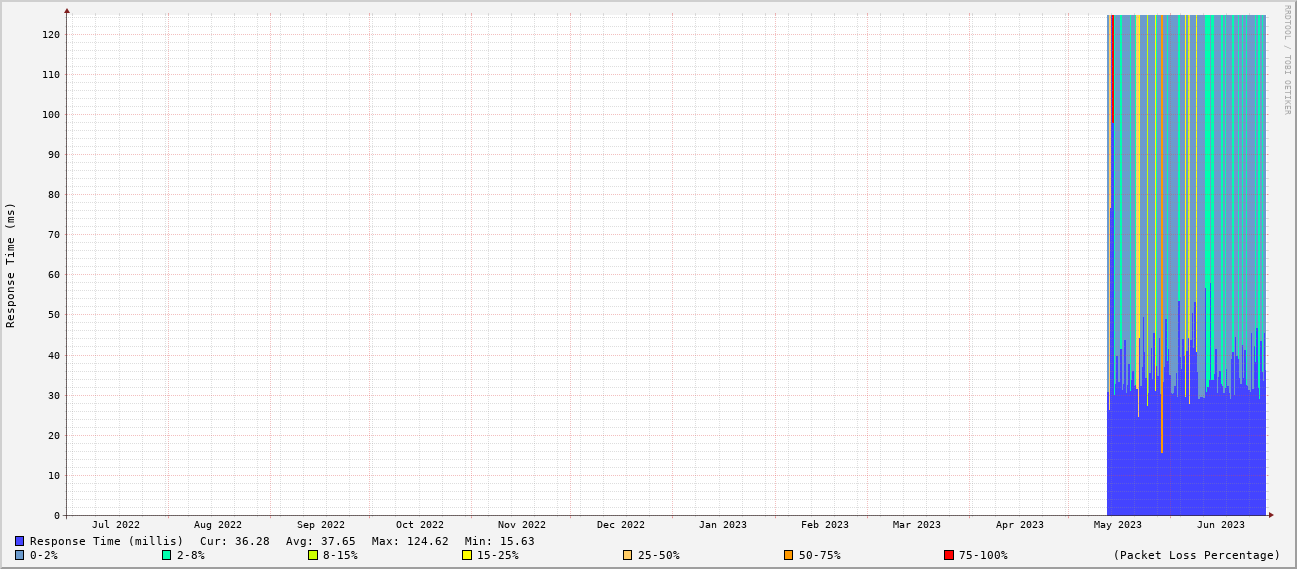 RRDTOOL / TOBI OETIKER
Response Time (ms)
120
110
100
90
80
70
60
50
40
30
20
10
0
Jul 2022 Aug 2022 Sep 2022 Oct 2022 Nov 2022 Dec 2022 Jan 2023 Feb 2023 Mar 2023 Apr 2023 May 2023 Jun 2023
Response Time (millis) Cur: 36.28 Avg: 37.65 Max: 124.62 Min: 15.63
0-2% 2-8% 8-15% 15-25% 25-50% 50-75% 75-100% (Packet Loss Percentage)